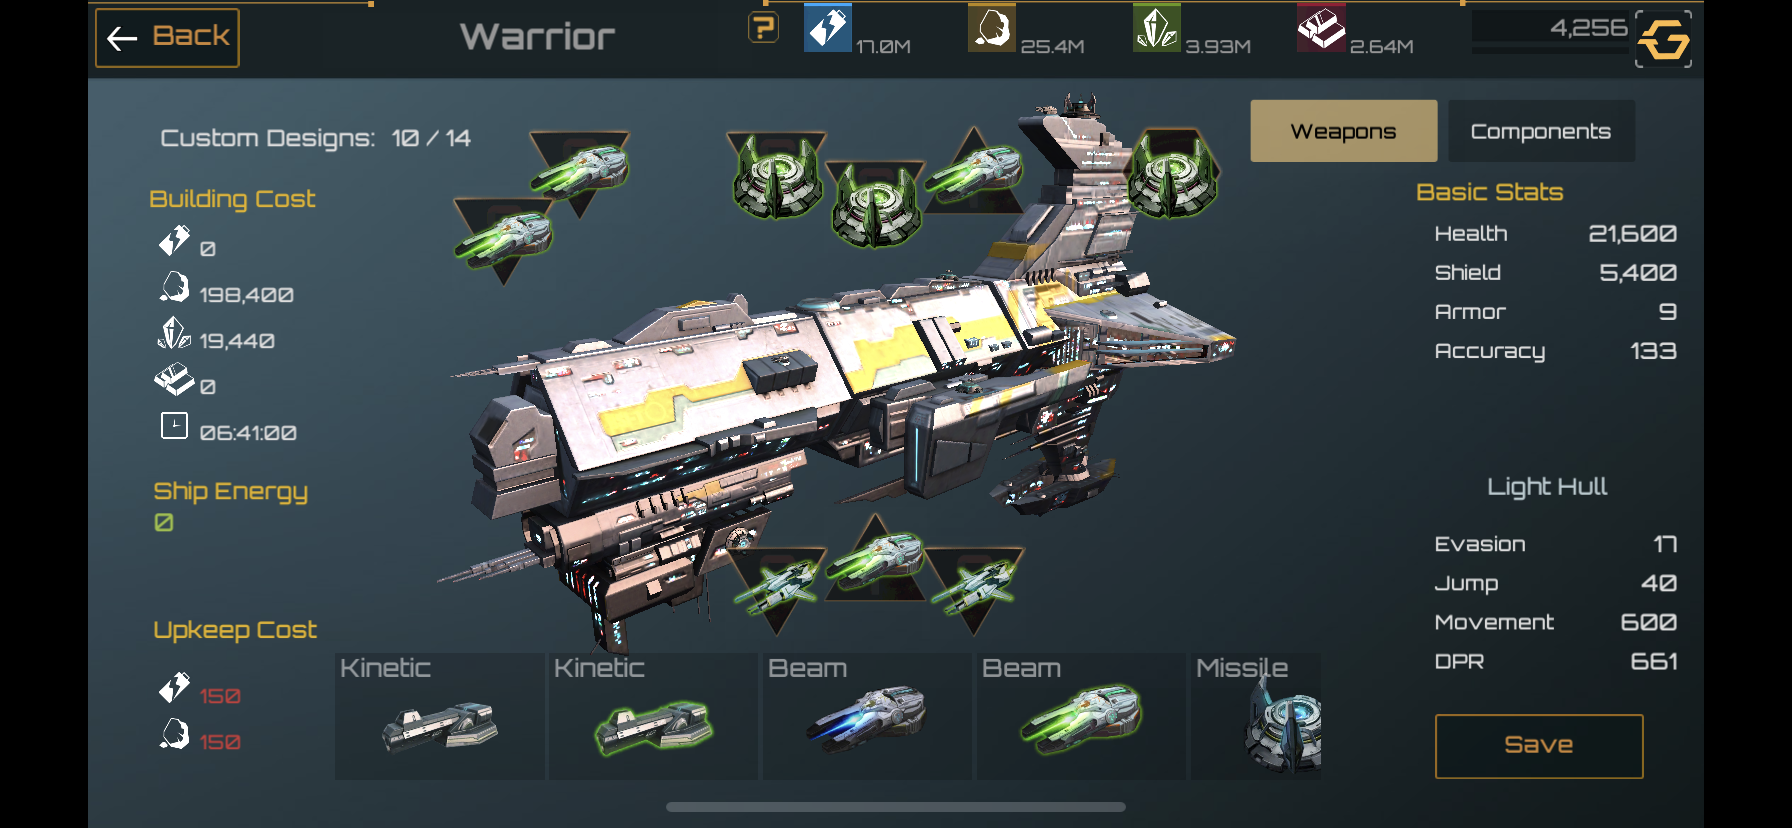 Back
Warrior
?
17.0M
25.4M
3.93M
2.64M
4,256
Custom Designs: 10 / 14
Weapons
Components
Building Cost
0
198,400
19,440
0
06:41:00
Ship Energy
0
Upkeep Cost
150
150
Basic Stats
Health 21,600
Shield 5,400
Armor 9
Accuracy 133
Light Hull
Evasion 17
Jump 40
Movement 600
DPR 661
Kinetic
Kinetic
Beam
Beam
Missile
Save